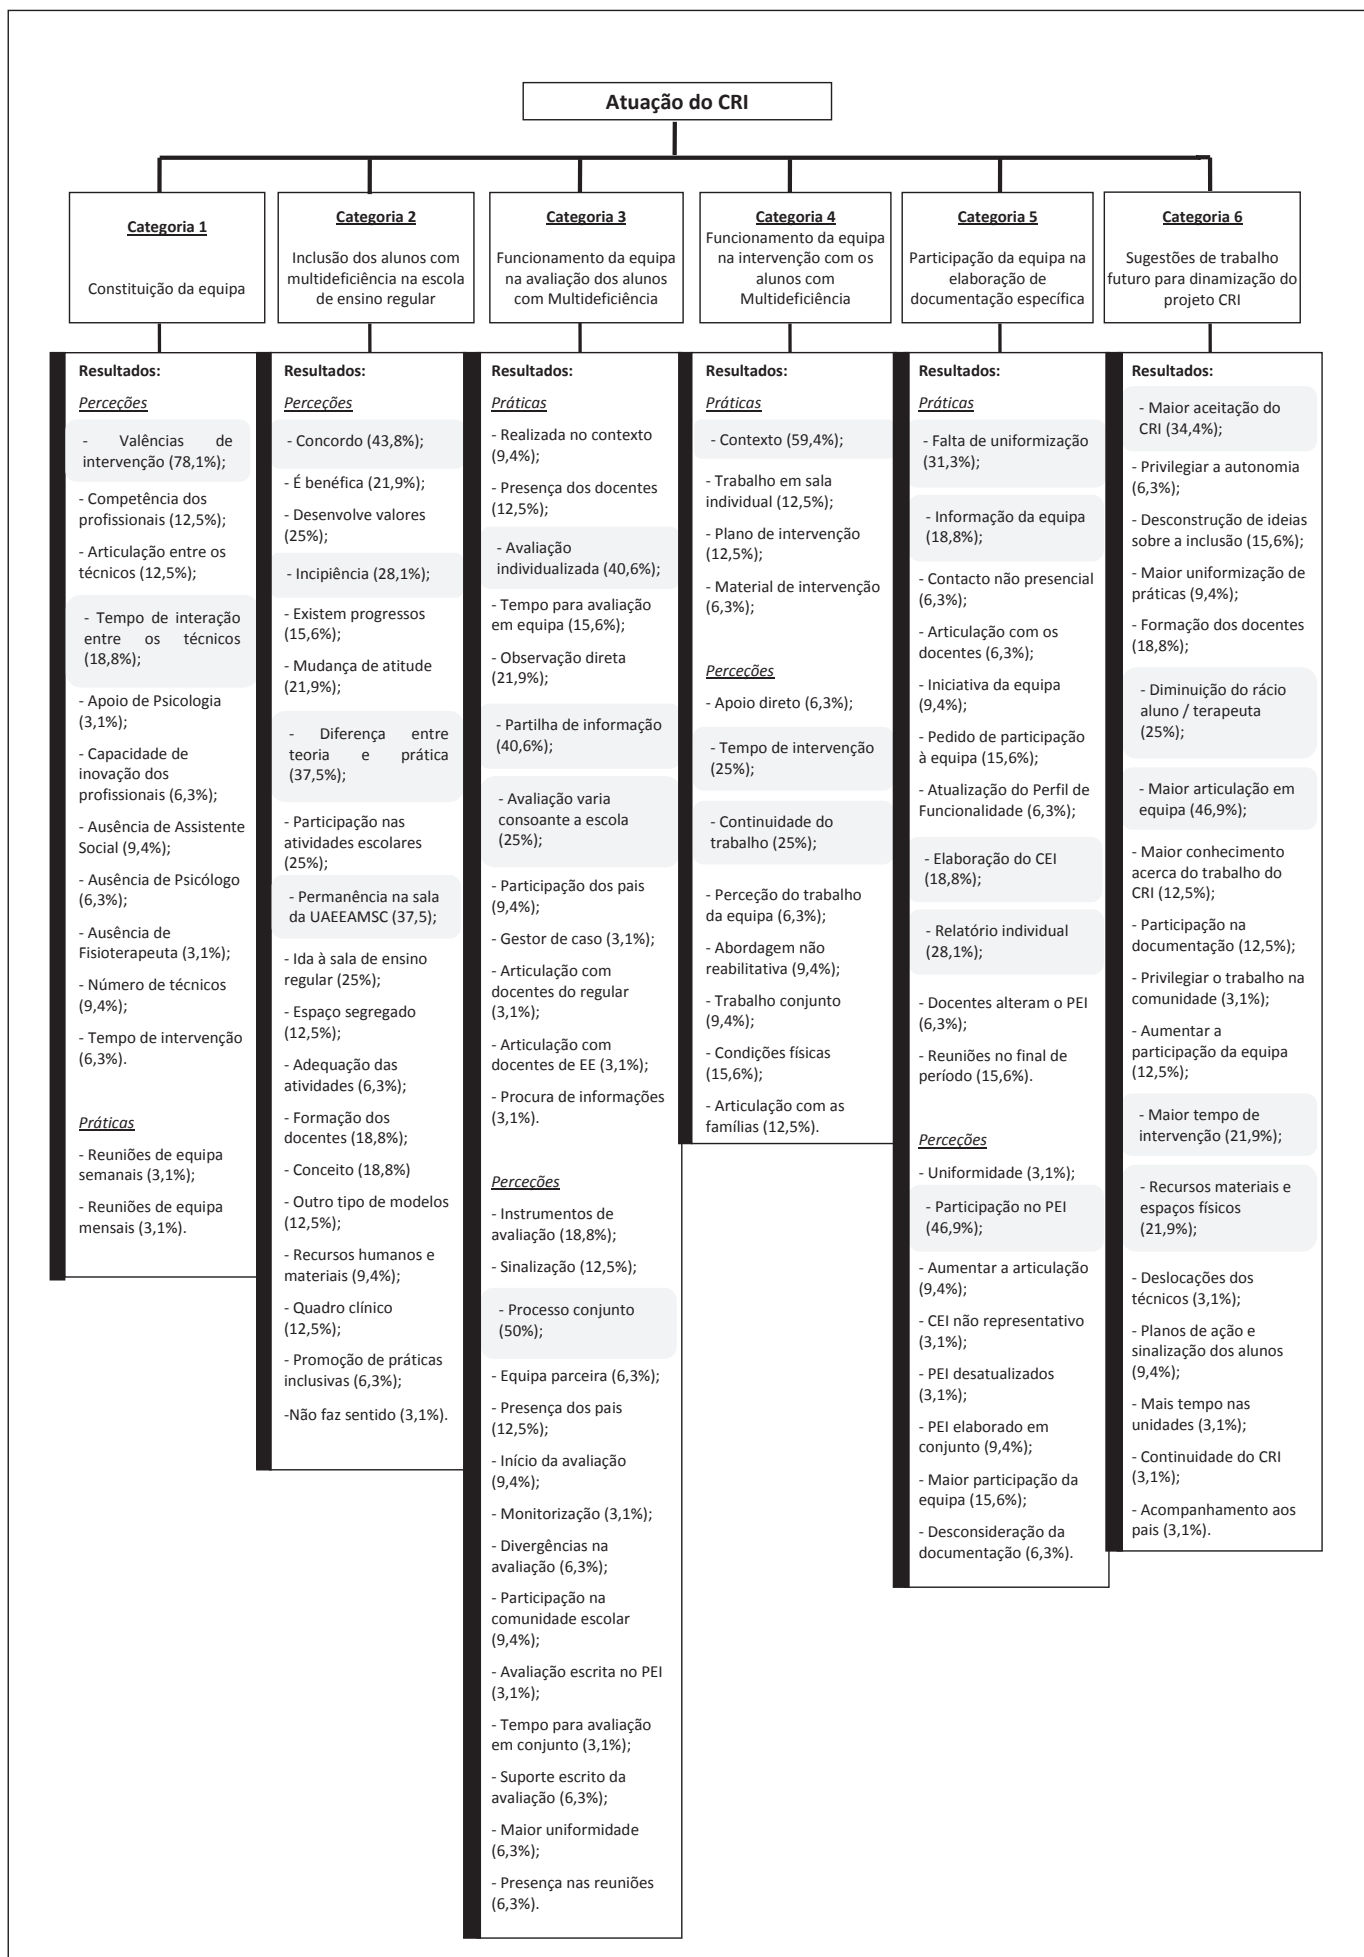 Atuação do CRI
Categoria 1
Constituição da equipa
Categoria 2
Inclusão dos alunos com
multideficiência na escola
de ensino regular
Categoria 3
Funcionamento da equipa
na avaliação dos alunos
com Multideficiência
Categoria 4
Funcionamento da equipa
na intervenção com os
alunos com
Multideficiência
Categoria 5
Participação da equipa na
elaboração de
documentação específica
Categoria 6
Sugestões de trabalho
futuro para dinamização do
projeto CRI
Resultados:
Perceções
- Valências de
intervenção (78,1%);
- Competência dos
profissionais (12,5%);
- Articulação entre os
técnicos (12,5%);
- Tempo de interação
entre os técnicos
(18,8%);
- Apoio de Psicologia
(3,1%);
- Capacidade de
inovação dos
profissionais (6,3%);
- Ausência de Assistente
Social (9,4%);
- Ausência de Psicólogo
(6,3%);
- Ausência de
Fisioterapeuta (3,1%);
- Número de técnicos
(9,4%);
- Tempo de intervenção
(6,3%).
Práticas
- Reuniões de equipa
semanais (3,1%);
- Reuniões de equipa
mensais (3,1%).
Resultados:
Perceções
- Concordo (43,8%);
- É benéfica (21,9%);
- Desenvolve valores
(25%);
- Incipiência (28,1%);
- Existem progressos
(15,6%);
- Mudança de atitude
(21,9%);
- Diferença entre
teoria e prática
(37,5%);
- Participação nas
atividades escolares
(25%);
- Permanência na sala
da UAEEAMSC (37,5);
- Ida à sala de ensino
regular (25%);
- Espaço segregado
(12,5%);
- Adequação das
atividades (6,3%);
- Formação dos
docentes (18,8%);
- Conceito (18,8%)
- Outro tipo de modelos
(12,5%);
- Recursos humanos e
materiais (9,4%);
- Quadro clínico
(12,5%);
- Promoção de práticas
inclusivas (6,3%);
-Não faz sentido (3,1%).
Resultados:
Práticas
- Realizada no contexto
(9,4%);
- Presença dos docentes
(12,5%);
- Avaliação
individualizada (40,6%);
- Tempo para avaliação
em equipa (15,6%);
- Observação direta
(21,9%);
- Partilha de informação
(40,6%);
- Avaliação varia
consoante a escola
(25%);
- Participação dos pais
(9,4%);
- Gestor de caso (3,1%);
- Articulação com
docentes do regular
(3,1%);
- Articulação com
docentes de EE (3,1%);
- Procura de informações
(3,1%).
Perceções
- Instrumentos de
avaliação (18,8%);
- Sinalização (12,5%);
- Processo conjunto
(50%);
- Equipa parceira (6,3%);
- Presença dos pais
(12,5%);
- Início da avaliação
(9,4%);
- Monitorização (3,1%);
- Divergências na
avaliação (6,3%);
- Participação na
comunidade escolar
(9,4%);
- Avaliação escrita no PEI
(3,1%);
- Tempo para avaliação
em conjunto (3,1%);
- Suporte escrito da
avaliação (6,3%);
- Maior uniformidade
(6,3%);
- Presença nas reuniões
(6,3%).
Resultados:
Práticas
- Contexto (59,4%);
- Trabalho em sala
individual (12,5%);
- Plano de intervenção
(12,5%);
- Material de intervenção
(6,3%);
Perceções
- Apoio direto (6,3%);
- Tempo de intervenção
(25%);
- Continuidade do
trabalho (25%);
- Perceção do trabalho
da equipa (6,3%);
- Abordagem não
reabilitativa (9,4%);
- Trabalho conjunto
(9,4%);
- Condições físicas
(15,6%);
- Articulação com as
famílias (12,5%).
Resultados:
Práticas
- Falta de uniformização
(31,3%);
- Informação da equipa
(18,8%);
- Contacto não presencial
(6,3%);
- Articulação com os
docentes (6,3%);
- Iniciativa da equipa
(9,4%);
- Pedido de participação
à equipa (15,6%);
- Atualização do Perfil de
Funcionalidade (6,3%);
- Elaboração do CEI
(18,8%);
- Relatório individual
(28,1%);
- Docentes alteram o PEI
(6,3%);
- Reuniões no final de
período (15,6%).
Perceções
- Uniformidade (3,1%);
- Participação no PEI
(46,9%);
- Aumentar a articulação
(9,4%);
- CEI não representativo
(3,1%);
- PEI desatualizados
(3,1%);
- PEI elaborado em
conjunto (9,4%);
- Maior participação da
equipa (15,6%);
- Desconsideração da
documentação (6,3%).
Resultados:
- Maior aceitação do
CRI (34,4%);
- Privilegiar a autonomia
(6,3%);
- Desconstrução de ideias
sobre a inclusão (15,6%);
- Maior uniformização de
práticas (9,4%);
- Formação dos docentes
(18,8%);
- Diminuição do rácio
aluno / terapeuta
(25%);
- Maior articulação em
equipa (46,9%);
- Maior conhecimento
acerca do trabalho do
CRI (12,5%);
- Participação na
documentação (12,5%);
- Privilegiar o trabalho na
comunidade (3,1%);
- Aumentar a
participação da equipa
(12,5%);
- Maior tempo de
intervenção (21,9%);
- Recursos materiais e
espaços físicos
(21,9%);
- Deslocações dos
técnicos (3,1%);
- Planos de ação e
sinalização dos alunos
(9,4%);
- Mais tempo nas
unidades (3,1%);
- Continuidade do CRI
(3,1%);
- Acompanhamento aos
pais (3,1%).